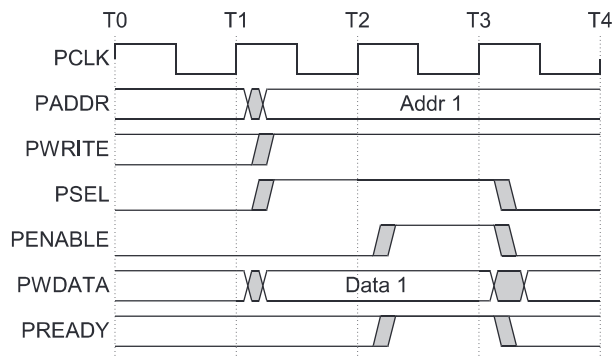 T0 T1 T2 T3 T4
PCLK
PADDR Addr 1
PWRITE
PSEL
PENABLE
PWDATA Data 1
PREADY